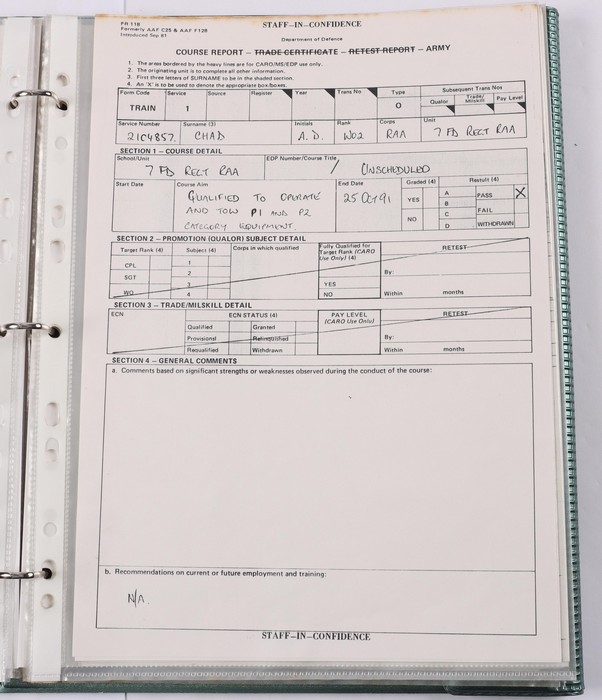 PR 118
Formerly AAF C25 & AAF F128
Introduced Sep 81
STAFF-IN-CONFIDENCE
Department of Defence
COURSE REPORT – TRADE CERTIFICATE – RETEST REPORT – ARMY
1. The areas bordered by the heavy lines are for CARO/MS/EDP use only.
2. The originating unit is to complete all other information.
3. First three letters of SURNAME to be in the shaded section.
4. An 'X' is to be used to denote the appropriate box/boxes.
Form Code Service Source Register Year Trans No Type Subsequent Trans Nos
Qualor Trade/Milskill Pay Level
TRAIN 1 O
Service Number Surname (3) Initials Rank Corps Unit
2104857. CHAD A. D. WO2 RAA 7 FD REGT RAA
SECTION 1 – COURSE DETAIL
School/Unit EDP Number/Course Title
7 FD REGT RAA / UNSCHEDULED
Start Date Course Aim End Date Graded (4) Result (4)
QUALIFIED TO OPERATE 25 Oct 91 YES A PASS X
AND TOW P1 AND P2 B FAIL
CATEGORY EQUIPMENT. NO C
D WITHDRAWN
SECTION 2 – PROMOTION (QUALOR) SUBJECT DETAIL
Target Rank (4) Subject (4) Corps in which qualified Fully Qualified for Target Rank (CARO Use Only) (4) RETEST
CPL 1
SGT 2 By:
3 YES
WO 4 NO Within months
SECTION 3 – TRADE/MILSKILL DETAIL
ECN ECN STATUS (4) PAY LEVEL (CARO Use Only) RETEST
Qualified Granted
Provisional Relinquished By:
Requalified Withdrawn Within months
SECTION 4 – GENERAL COMMENTS
a. Comments based on significant strengths or weaknesses observed during the conduct of the course:
b. Recommendations on current or future employment and training:
N/A.
STAFF-IN-CONFIDENCE